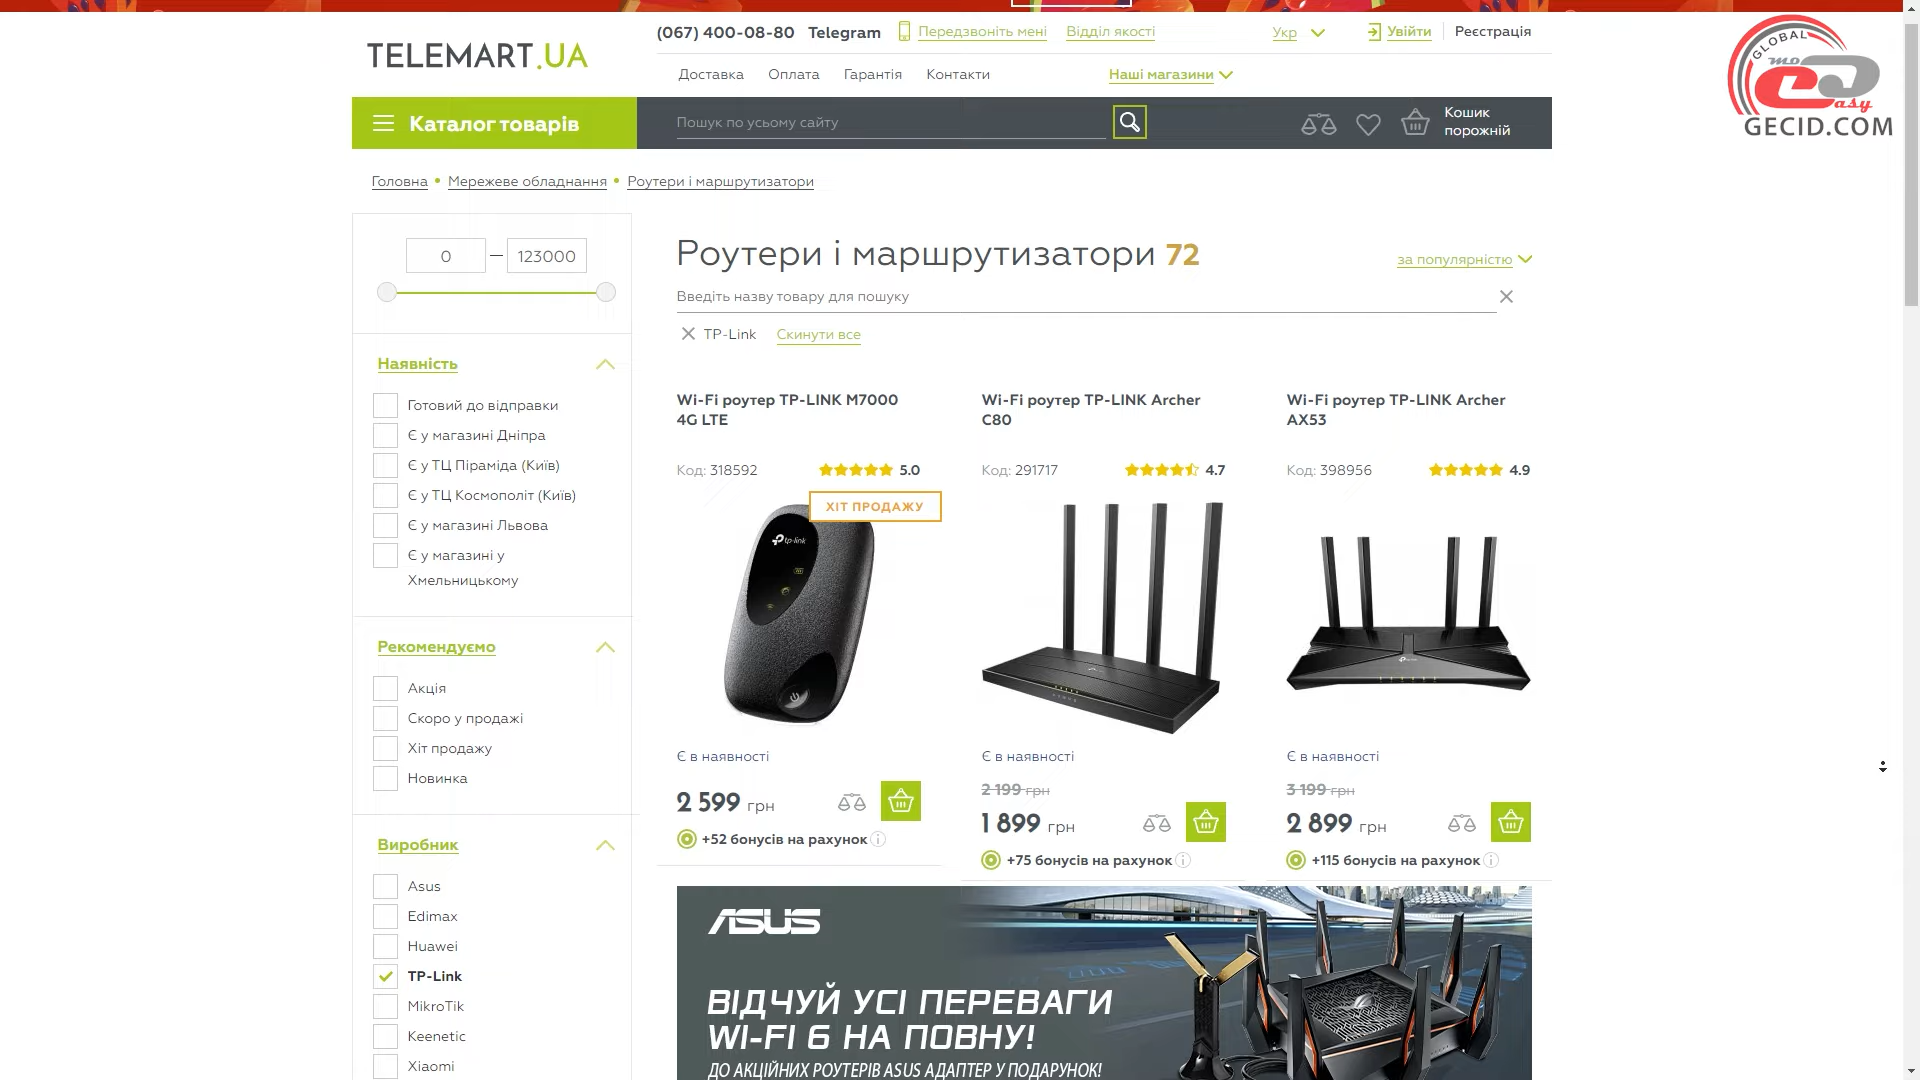 (067) 400-08-80 Telegram Передзвоніть мені Відділ якості Укр Увійти Реєстрація
TELEMART.UA
Доставка Оплата Гарантія Контакти Наші магазини
Каталог товарів
Пошук по усьому сайту
Кошик
порожній
GLOBAL
GECID.COM
Головна • Мережеве обладнання • Роутери і маршрутизатори
0 — 123000
Наявність
Готовий до відправки
Є у магазині Дніпра
Є у ТЦ Піраміда (Київ)
Є у ТЦ Космополіт (Київ)
Є у магазині Львова
Є у магазині у
Хмельницькому
Рекомендуємо
Акція
Скоро у продажі
Хіт продажу
Новинка
Виробник
Asus
Edimax
Huawei
TP-Link
MikroTik
Keenetic
Xiaomi
Роутери і маршрутизатори 72
за популярністю
Введіть назву товару для пошуку
TP-Link Скинути все
Wi-Fi роутер TP-LINK M7000
4G LTE
Код: 318592 5.0
ХІТ ПРОДАЖУ
tp-link
Є в наявності
2 599 грн
+52 бонусів на рахунок
Wi-Fi роутер TP-LINK Archer
C80
Код: 291717 4.7
Є в наявності
2 199 грн
1 899 грн
+75 бонусів на рахунок
Wi-Fi роутер TP-LINK Archer
AX53
Код: 398956 4.9
Є в наявності
3 199 грн
2 899 грн
+115 бонусів на рахунок
ASUS
ВІДЧУЙ УСІ ПЕРЕВАГИ
WI-FI 6 НА ПОВНУ!
ДО АКЦІЙНИХ РОУТЕРІВ ASUS АДАПТЕР У ПОДАРУНОК!